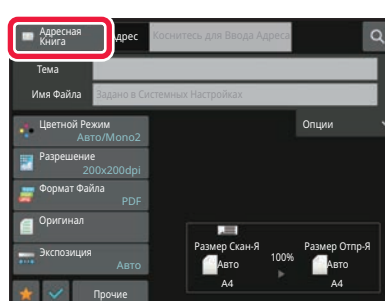 Адресная
Книга
дрес
Коснитесь для Ввода Адреса
Тема
Имя Файла
Задано в Системных Настройках
Цветной Режим
Авто/Mono2
Опции
Разрешение
200x200dpi
Формат Файла
PDF
Оригинал
Экспозиция
Авто
Размер Скан-Я
100%
Размер Отпр-Я
Авто
Авто
A4
A4
Прочие